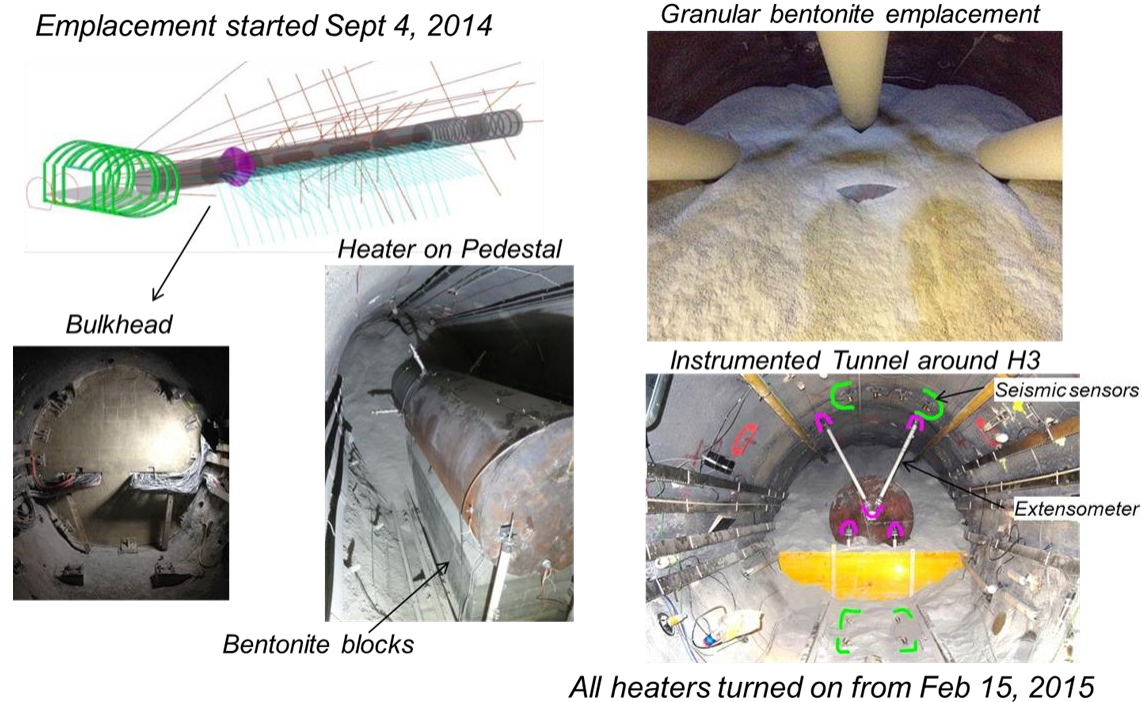 Emplacement started Sept 4, 2014
Granular bentonite emplacement
Heater on Pedestal
Bulkhead
Instrumented Tunnel around H3
Seismic sensors
Extensometer
Bentonite blocks
All heaters turned on from Feb 15, 2015